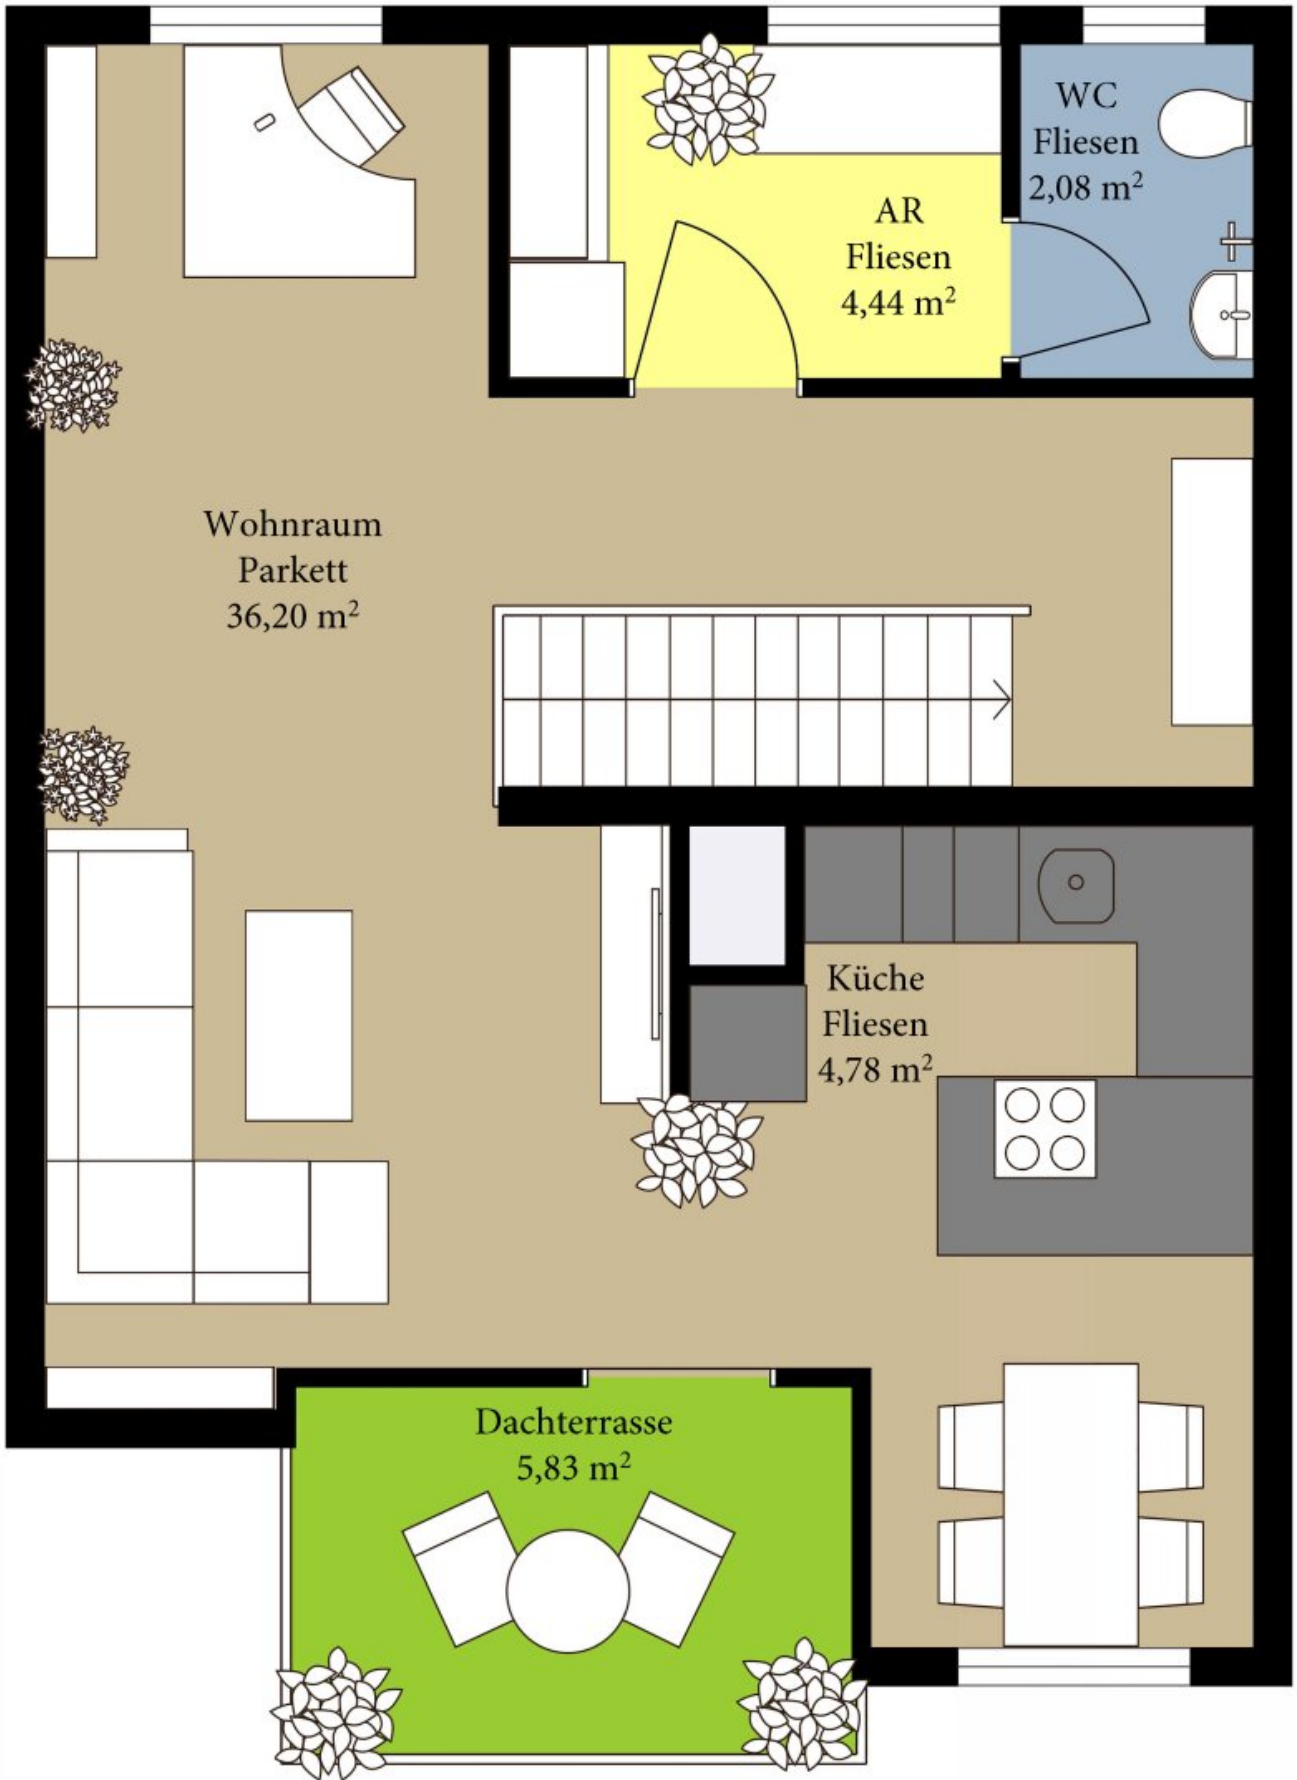 WC
Fliesen
2,08 m²
AR
Fliesen
4,44 m²
Wohnraum
Parkett
36,20 m²
Küche
Fliesen
4,78 m²
Dachterrasse
5,83 m²